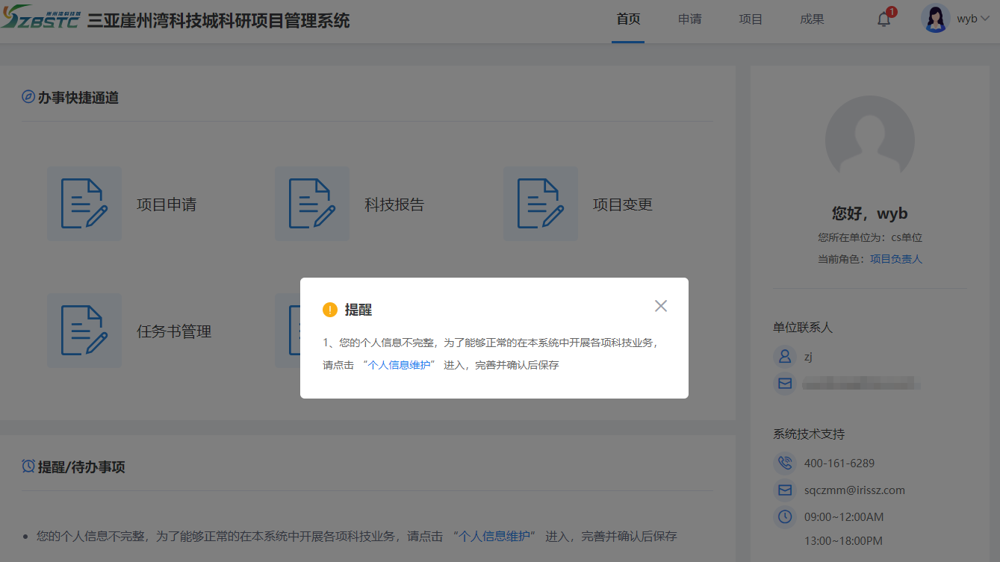 崖州湾科技城
ZBSTC
三亚崖州湾科技城科研项目管理系统
首页
申请
项目
成果
1
wyb
办事快捷通道
项目申请
科技报告
项目变更
任务书管理
提醒
1、您的个人信息不完整，为了能够正常的在本系统中开展各项科技业务，
请点击 “个人信息维护” 进入，完善并确认后保存
提醒/待办事项
您的个人信息不完整，为了能够正常的在本系统中开展各项科技业务，请点击 “个人信息维护” 进入，完善并确认后保存
您好，wyb
您所在单位为：cs单位
当前角色：项目负责人
单位联系人
zj
系统技术支持
400-161-6289
sqczmm@irissz.com
09:00~12:00AM
13:00~18:00PM